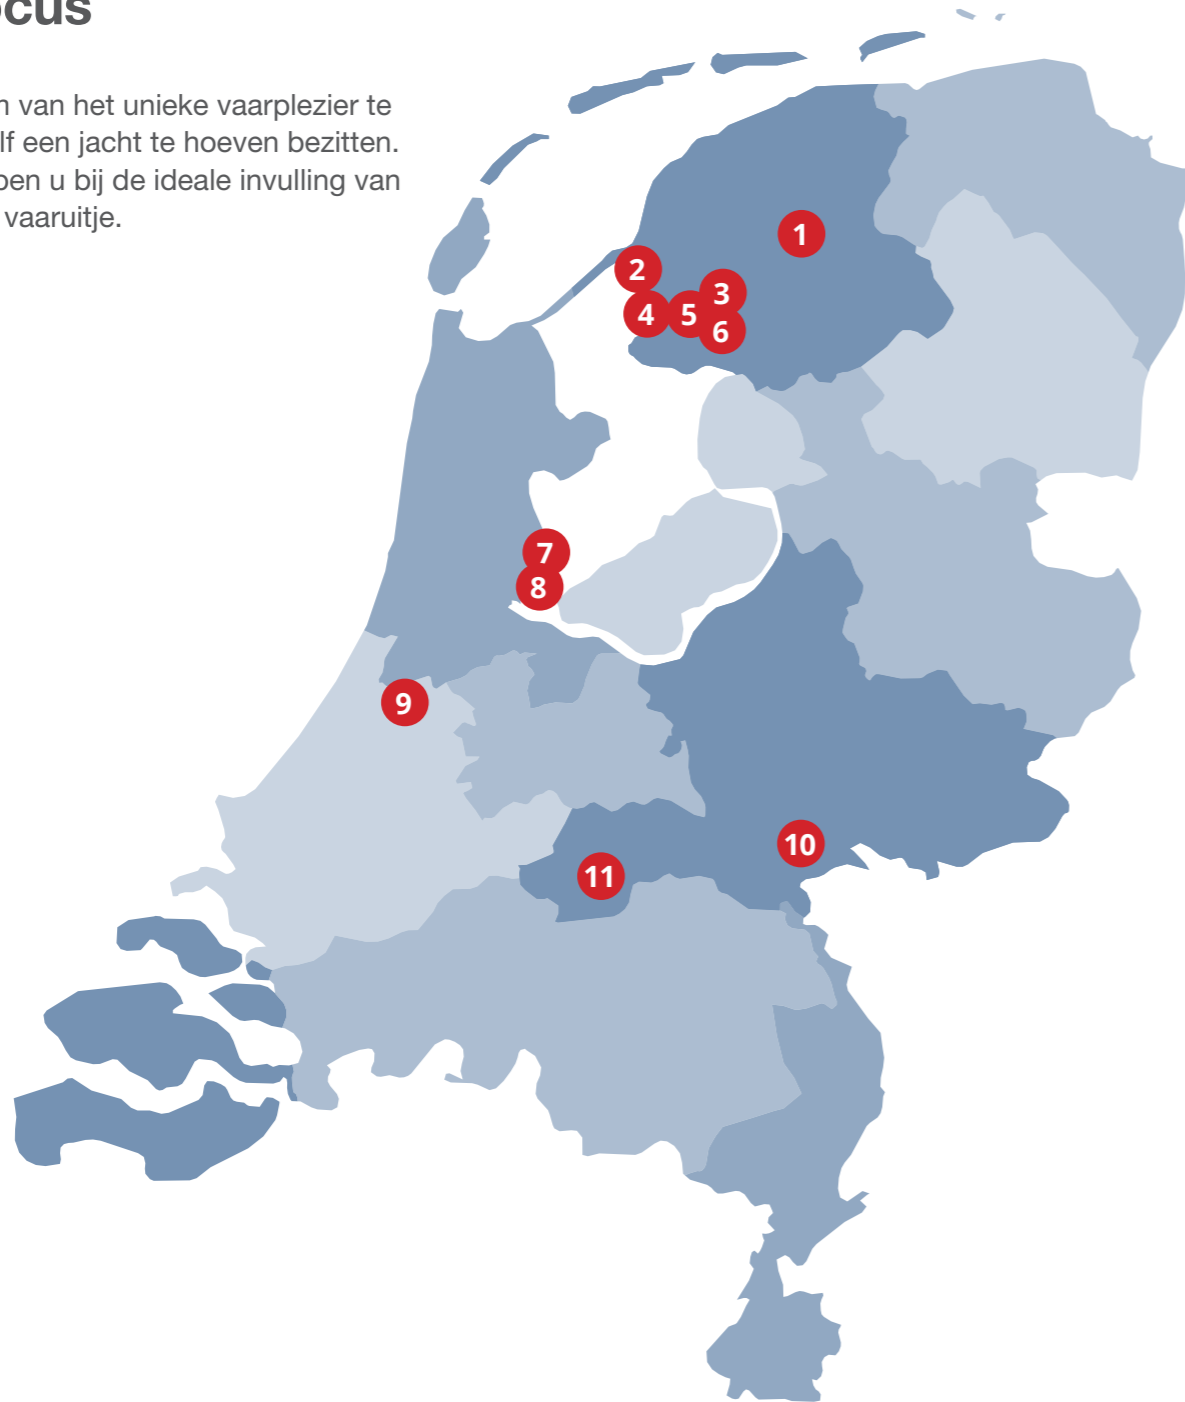 ocus
n van het unieke vaarplezier te
lf een jacht te hoeven bezitten.
pen u bij de ideale invulling van
vaaruitje.
1
2
3
4
5
6
7
8
9
10
11